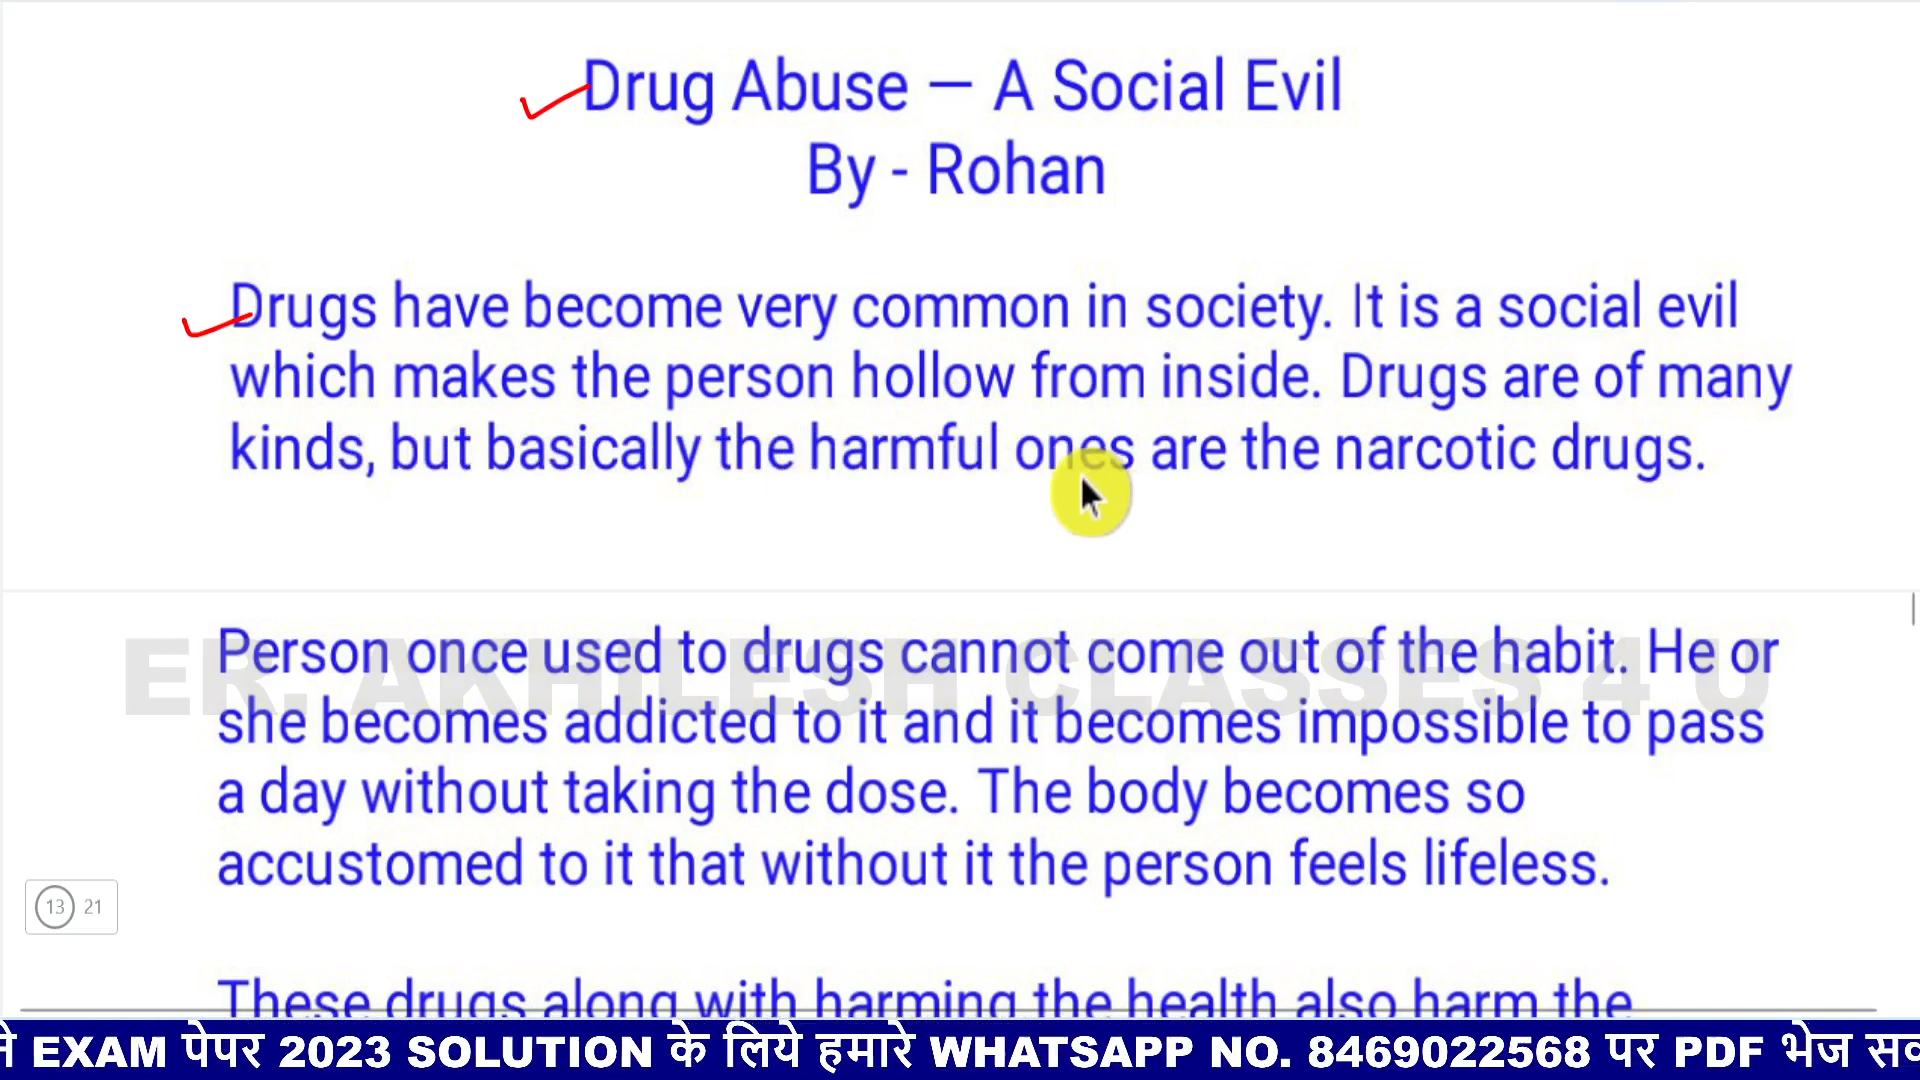 Drug Abuse — A Social Evil
By - Rohan
Drugs have become very common in society. It is a social evil
which makes the person hollow from inside. Drugs are of many
kinds, but basically the harmful ones are the narcotic drugs.
Person once used to drugs cannot come out of the habit. He or
ER. AKHILESH CLASSES 4 U
she becomes addicted to it and it becomes impossible to pass
a day without taking the dose. The body becomes so
accustomed to it that without it the person feels lifeless.
13 21
These drugs along with harming the health also harm the
EXAM पेपर 2023 SOLUTION के लिये हमारे WHATSAPP NO. 8469022568 पर PDF भेज